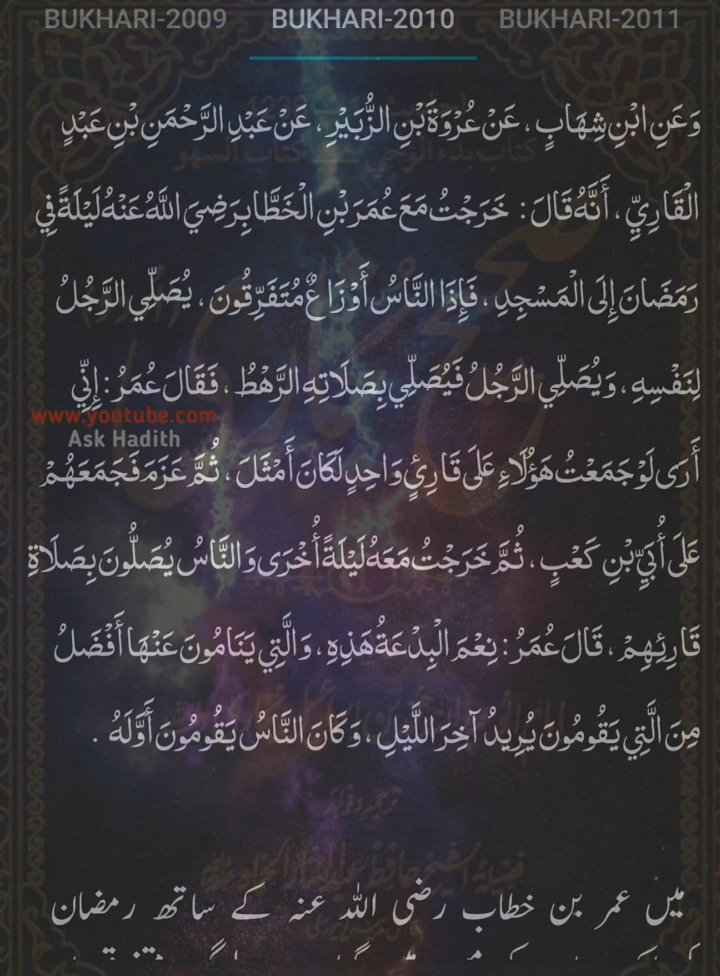 BUKHARI-2009 BUKHARI-2010 BUKHARI-2011
وَعَنِ ابْنِ شِهَابٍ ، عَنْ عُرْوَةَ بْنِ الزُّبَيْرِ ، عَنْ عَبْدِ الرَّحْمَنِ بْنِ عَبْدٍ
الْقَارِيِّ ، أَنَّهُ قَالَ : خَرَجْتُ مَعَ عُمَرَ بْنِ الْخَطَّابِ رَضِيَ اللَّهُ عَنْهُ لَيْلَةً فِي
رَمَضَانَ إِلَى الْمَسْجِدِ ، فَإِذَا النَّاسُ أَوْزَاعٌ مُتَفَرِّقُونَ ، يُصَلِّي الرَّجُلُ
لِنَفْسِهِ ، وَيُصَلِّي الرَّجُلُ فَيُصَلِّي بِصَلَاتِهِ الرَّهْطُ ، فَقَالَ عُمَرُ : إِنِّي
www.youtube.com
Ask Hadith
أَرَى لَوْ جَمَعْتُ هَؤُلَاءِ عَلَى قَارِئٍ وَاحِدٍ لَكَانَ أَمْثَلَ ، ثُمَّ عَزَمَ فَجَمَعَهُمْ
عَلَى أُبَيِّ بْنِ كَعْبٍ ، ثُمَّ خَرَجْتُ مَعَهُ لَيْلَةً أُخْرَى وَالنَّاسُ يُصَلُّونَ بِصَلَاةِ
قَارِئِهِمْ ، قَالَ عُمَرُ : نِعْمَ الْبِدْعَةُ هَذِهِ ، وَالَّتِي يَنَامُونَ عَنْهَا أَفْضَلُ
مِنَ الَّتِي يَقُومُونَ يُرِيدُ آخِرَ اللَّيْلِ ، وَكَانَ النَّاسُ يَقُومُونَ أَوَّلَهُ .
میں عمر بن خطاب رضی اللہ عنہ کے ساتھ رمضان